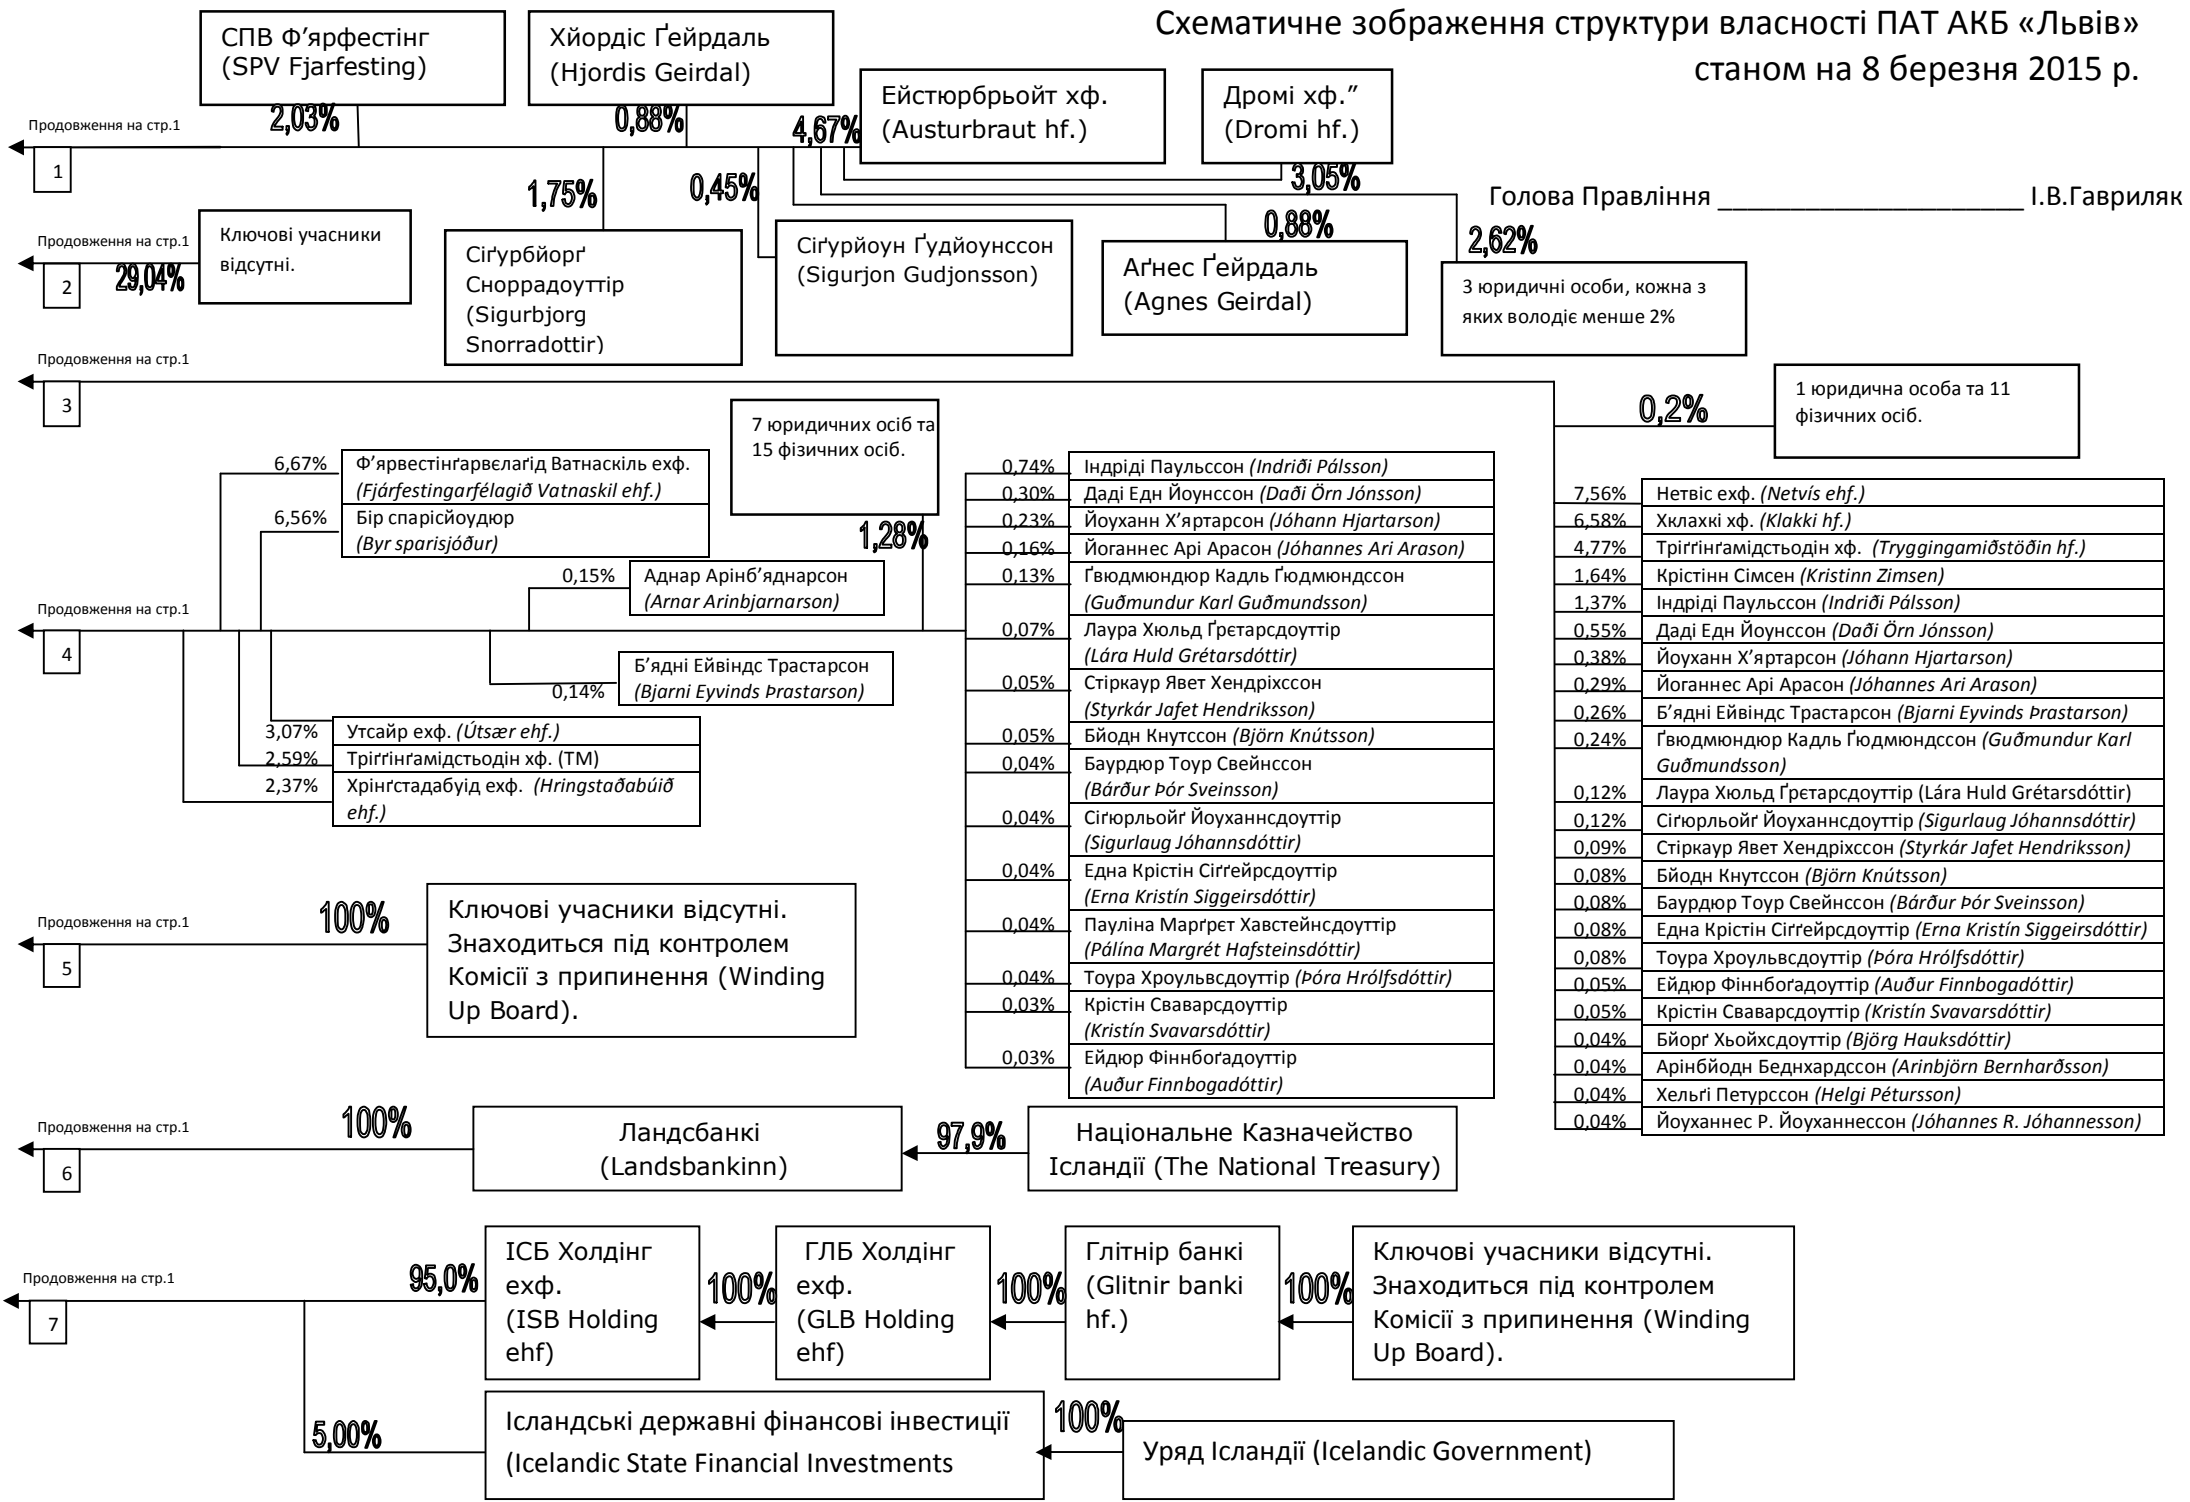 Схематичне зображення структури власності ПАТ АКБ «Львів»
станом на 8 березня 2015 р.
СПВ Ф’ярфестінг
(SPV Fjarfesting)
Хйордіс Ґейрдаль
(Hjordis Geirdal)
Ейстюрбрьойт хф.
(Austurbraut hf.)
Дромі хф.”
(Dromi hf.)
2,03%
0,88%
4,67%
Продовження на стр.1
1
1,75%
0,45%
3,05%
Голова Правління ______________________ І.В.Гавриляк
Продовження на стр.1
2
29,04%
Ключові учасники
відсутні.
Сіґурбйорґ
Сноррадоуттір
(Sigurbjorg
Snorradottir)
Сіґурйоун Ґудйоунссон
(Sigurjon Gudjonsson)
0,88%
Аґнес Ґейрдаль
(Agnes Geirdal)
2,62%
3 юридичні особи, кожна з
яких володіє менше 2%
Продовження на стр.1
3
0,2%
1 юридична особа та 11
фізичних осіб.
7 юридичних осіб та
15 фізичних осіб.
1,28%
6,67% Ф’ярвестінґарвєлаґід Ватнаскіль ехф.
(Fjárfestingarfélagið Vatnaskil ehf.)
6,56% Бір спарісйоудюр
(Byr sparisjóður)
0,15% Аднар Арінб’яднарсон
(Arnar Arinbjarnarson)
Продовження на стр.1
4
0,14% Б’ядні Ейвіндс Трастарсон
(Bjarni Eyvinds Þrastarson)
3,07% Утсайр ехф. (Útsær ehf.)
2,59% Тріґґінґамідстьодін хф. (ТМ)
2,37% Хрінґстадабуід ехф. (Hringstaðabúið
ehf.)
0,74% Індріді Паульссон (Indriði Pálsson)
0,30% Даді Едн Йоунссон (Daði Örn Jónsson)
0,23% Йоуханн Х’яртарсон (Jóhann Hjartarson)
0,16% Йоганнес Арі Арасон (Jóhannes Ari Arason)
0,13% Ґвюдмюндюр Кадль Ґюдмюндссон
(Guðmundur Karl Guðmundsson)
0,07% Лаура Хюльд Ґрєтарсдоуттір
(Lára Huld Grétarsdóttir)
0,05% Стіркаур Явет Хендріхссон
(Styrkár Jafet Hendriksson)
0,05% Бйодн Кнутссон (Björn Knútsson)
0,04% Баурдюр Тоур Свейнссон
(Bárður Þór Sveinsson)
0,04% Сіґюрльойґ Йоуханнсдоуттір
(Sigurlaug Jóhannsdóttir)
0,04% Една Крістін Сіґґейрсдоуттір
(Erna Kristín Siggeirsdóttir)
0,04% Пауліна Марґрєт Хавстейнсдоуттір
(Pálína Margrét Hafsteinsdóttir)
0,04% Тоура Хроульвсдоуттір (Þóra Hrólfsdóttir)
0,03% Крістін Сваварсдоуттір
(Kristín Svavarsdóttir)
0,03% Ейдюр Фіннбоґадоуттір
(Auður Finnbogadóttir)
7,56% Нетвіс ехф. (Netvís ehf.)
6,58% Хклахкі хф. (Klakki hf.)
4,77% Тріґґінґамідстьодін хф. (Tryggingamiðstöðin hf.)
1,64% Крістінн Сімсен (Kristinn Zimsen)
1,37% Індріді Паульссон (Indriði Pálsson)
0,55% Даді Едн Йоунссон (Daði Örn Jónsson)
0,38% Йоуханн Х’яртарсон (Jóhann Hjartarson)
0,29% Йоганнес Арі Арасон (Jóhannes Ari Arason)
0,26% Б’ядні Ейвіндс Трастарсон (Bjarni Eyvinds Þrastarson)
0,24% Ґвюдмюндюр Кадль Ґюдмюндссон (Guðmundur Karl
Guðmundsson)
0,12% Лаура Хюльд Ґрєтарсдоуттір (Lára Huld Grétarsdóttir)
0,12% Сіґюрльойґ Йоуханнсдоуттір (Sigurlaug Jóhannsdóttir)
0,09% Стіркаур Явет Хендріхссон (Styrkár Jafet Hendriksson)
0,08% Бйодн Кнутссон (Björn Knútsson)
0,08% Баурдюр Тоур Свейнссон (Bárður Þór Sveinsson)
0,08% Една Крістін Сіґґейрсдоуттір (Erna Kristín Siggeirsdóttir)
0,08% Тоура Хроульвсдоуттір (Þóra Hrólfsdóttir)
0,05% Ейдюр Фіннбоґадоуттір (Auður Finnbogadóttir)
0,05% Крістін Сваварсдоуттір (Kristín Svavarsdóttir)
0,04% Бйорґ Хьойхсдоуттір (Björg Hauksdóttir)
0,04% Арінбйодн Беднхардссон (Arinbjörn Bernharðsson)
0,04% Хельґі Петурссон (Helgi Pétursson)
0,04% Йоуханнес Р. Йоуханнессон (Jóhannes R. Jóhannesson)
Продовження на стр.1
5
100%
Ключові учасники відсутні.
Знаходиться під контролем
Комісії з припинення (Winding
Up Board).
Продовження на стр.1
6
100%
Ландсбанкі
(Landsbankinn)
97,9%
Національне Казначейство
Ісландії (The National Treasury)
Продовження на стр.1
7
95,0%
ІСБ Холдінг
ехф.
(ISB Holding
ehf)
100%
ГЛБ Холдінг
ехф.
(GLB Holding
ehf)
100%
Глітнір банкі
(Glitnir banki
hf.)
100%
Ключові учасники відсутні.
Знаходиться під контролем
Комісії з припинення (Winding
Up Board).
5,00%
Ісландські державні фінансові інвестиції
(Icelandic State Financial Investments
100%
Уряд Ісландії (Icelandic Government)